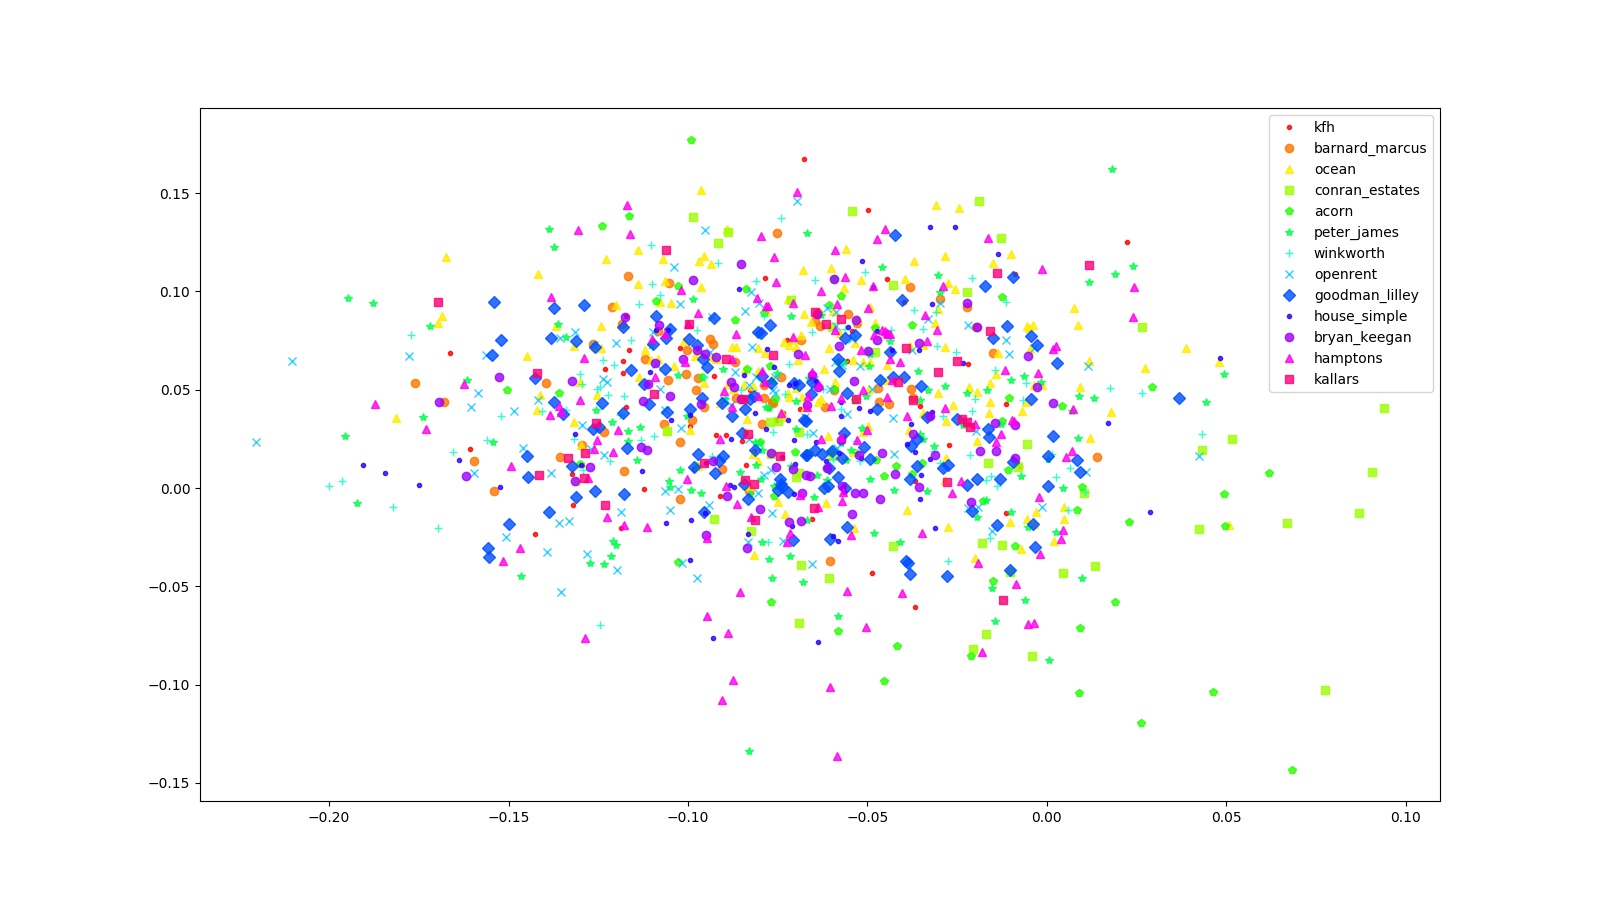 kfh
barnard_marcus
ocean
conran_estates
acorn
peter_james
winkworth
openrent
goodman_lilley
house_simple
bryan_keegan
hamptons
kallars
0.15
0.10
0.05
0.00
−0.05
−0.10
−0.15
−0.20 −0.15 −0.10 −0.05 0.00 0.05 0.10